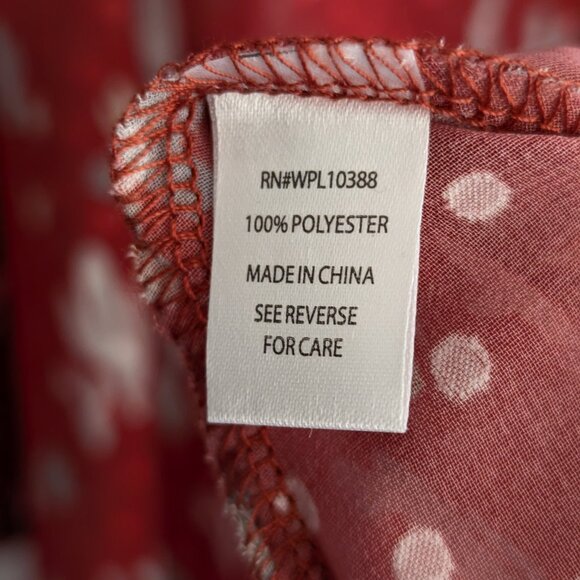 RN#WPL10388
100% POLYESTER
MADE IN CHINA
SEE REVERSE
FOR CARE